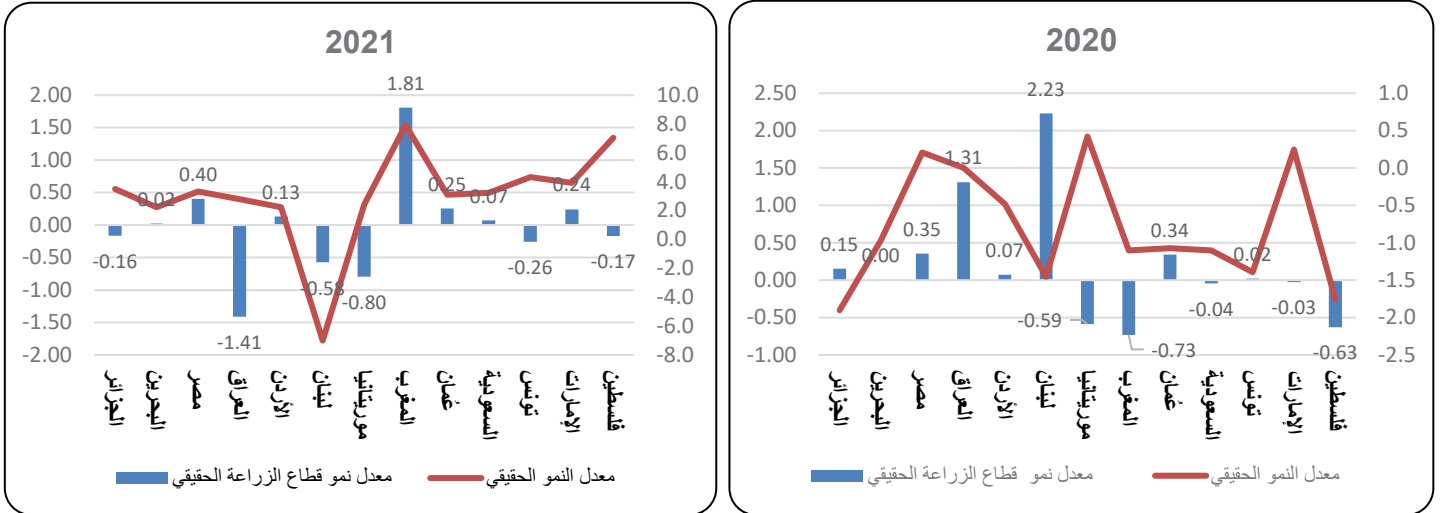 2020
2.50
2.00
1.50
1.00
0.50
0.00
-0.50
-1.00
1.0
0.5
0.0
-0.5
-1.0
-1.5
-2.0
-2.5
0.15
0.00
0.35
1.31
0.07
2.23
-0.59
-0.73
0.34
-0.04
0.02
-0.03
-0.63
الجزائر
البحرين
مصر
العراق
الأردن
لبنان
موريتانيا
المغرب
عُمان
السعودية
تونس
الإمارات
فلسطين
معدل النمو الحقيقي
معدل نمو قطاع الزراعة الحقيقي
2021
2.00
1.50
1.00
0.50
0.00
-0.50
-1.00
-1.50
-2.00
10.0
8.0
6.0
4.0
2.0
0.0
-2.0
-4.0
-6.0
-8.0
-0.16
0.02
0.40
-1.41
0.13
-0.58
-0.80
1.81
0.25
0.07
-0.26
0.24
-0.17
الجزائر
البحرين
مصر
العراق
الأردن
لبنان
موريتانيا
المغرب
عُمان
السعودية
تونس
الإمارات
فلسطين
معدل النمو الحقيقي
معدل نمو قطاع الزراعة الحقيقي